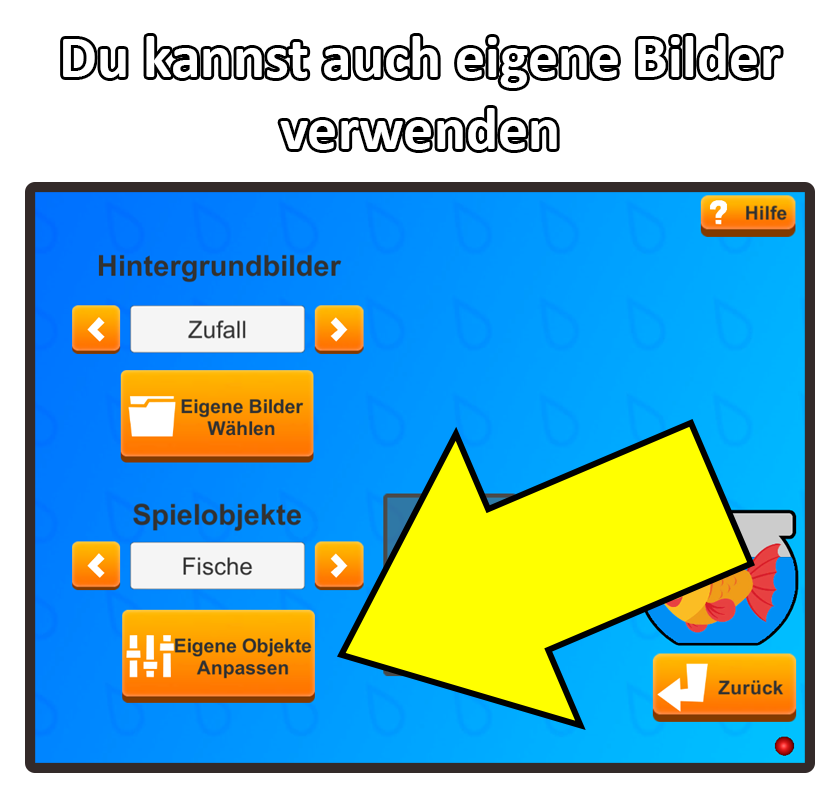 Du kannst auch eigene Bilder
verwenden
? Hilfe
Hintergrundbilder
Zufall
Eigene Bilder
Wählen
Spielobjekte
Fische
Eigene Objekte
Anpassen
Zurück